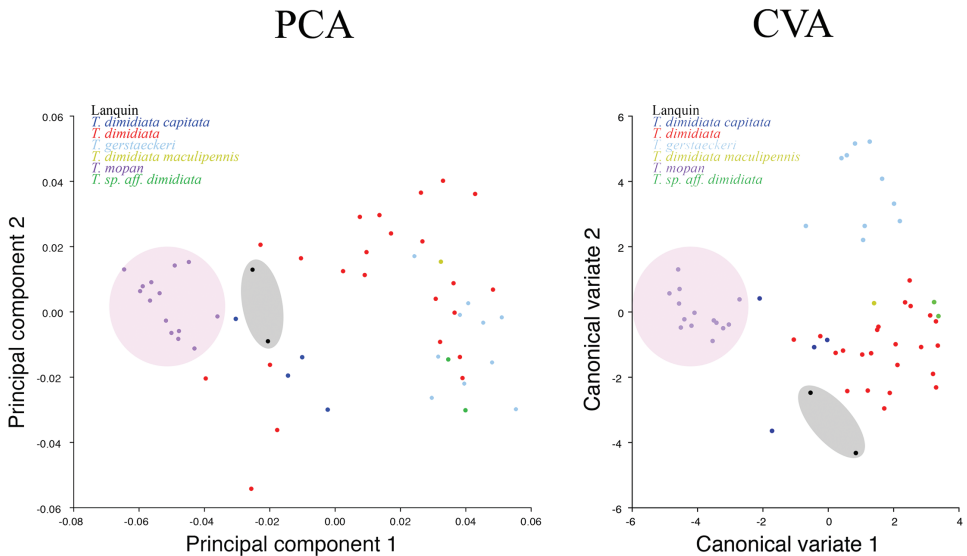 PCA
CVA
Lanquin
T. dimidiata capitata
T. dimidiata
T. gerstaeckeri
T. dimidiata maculipennis
T. mopan
T. sp. aff. dimidiata
0.06
0.04
0.02
0.00
-0.02
-0.04
-0.06
Principal component 2
-0.08
-0.06
-0.04
-0.02
0.00
0.02
0.04
0.06
Principal component 1
Lanquin
T. dimidiata capitata
T. dimidiata
T. gerstaeckeri
T. dimidiata maculipennis
T. mopan
T. sp. aff. dimidiata
6
4
2
0
-2
-4
-6
Canonical variate 2
-6
-4
-2
0
2
4
Canonical variate 1